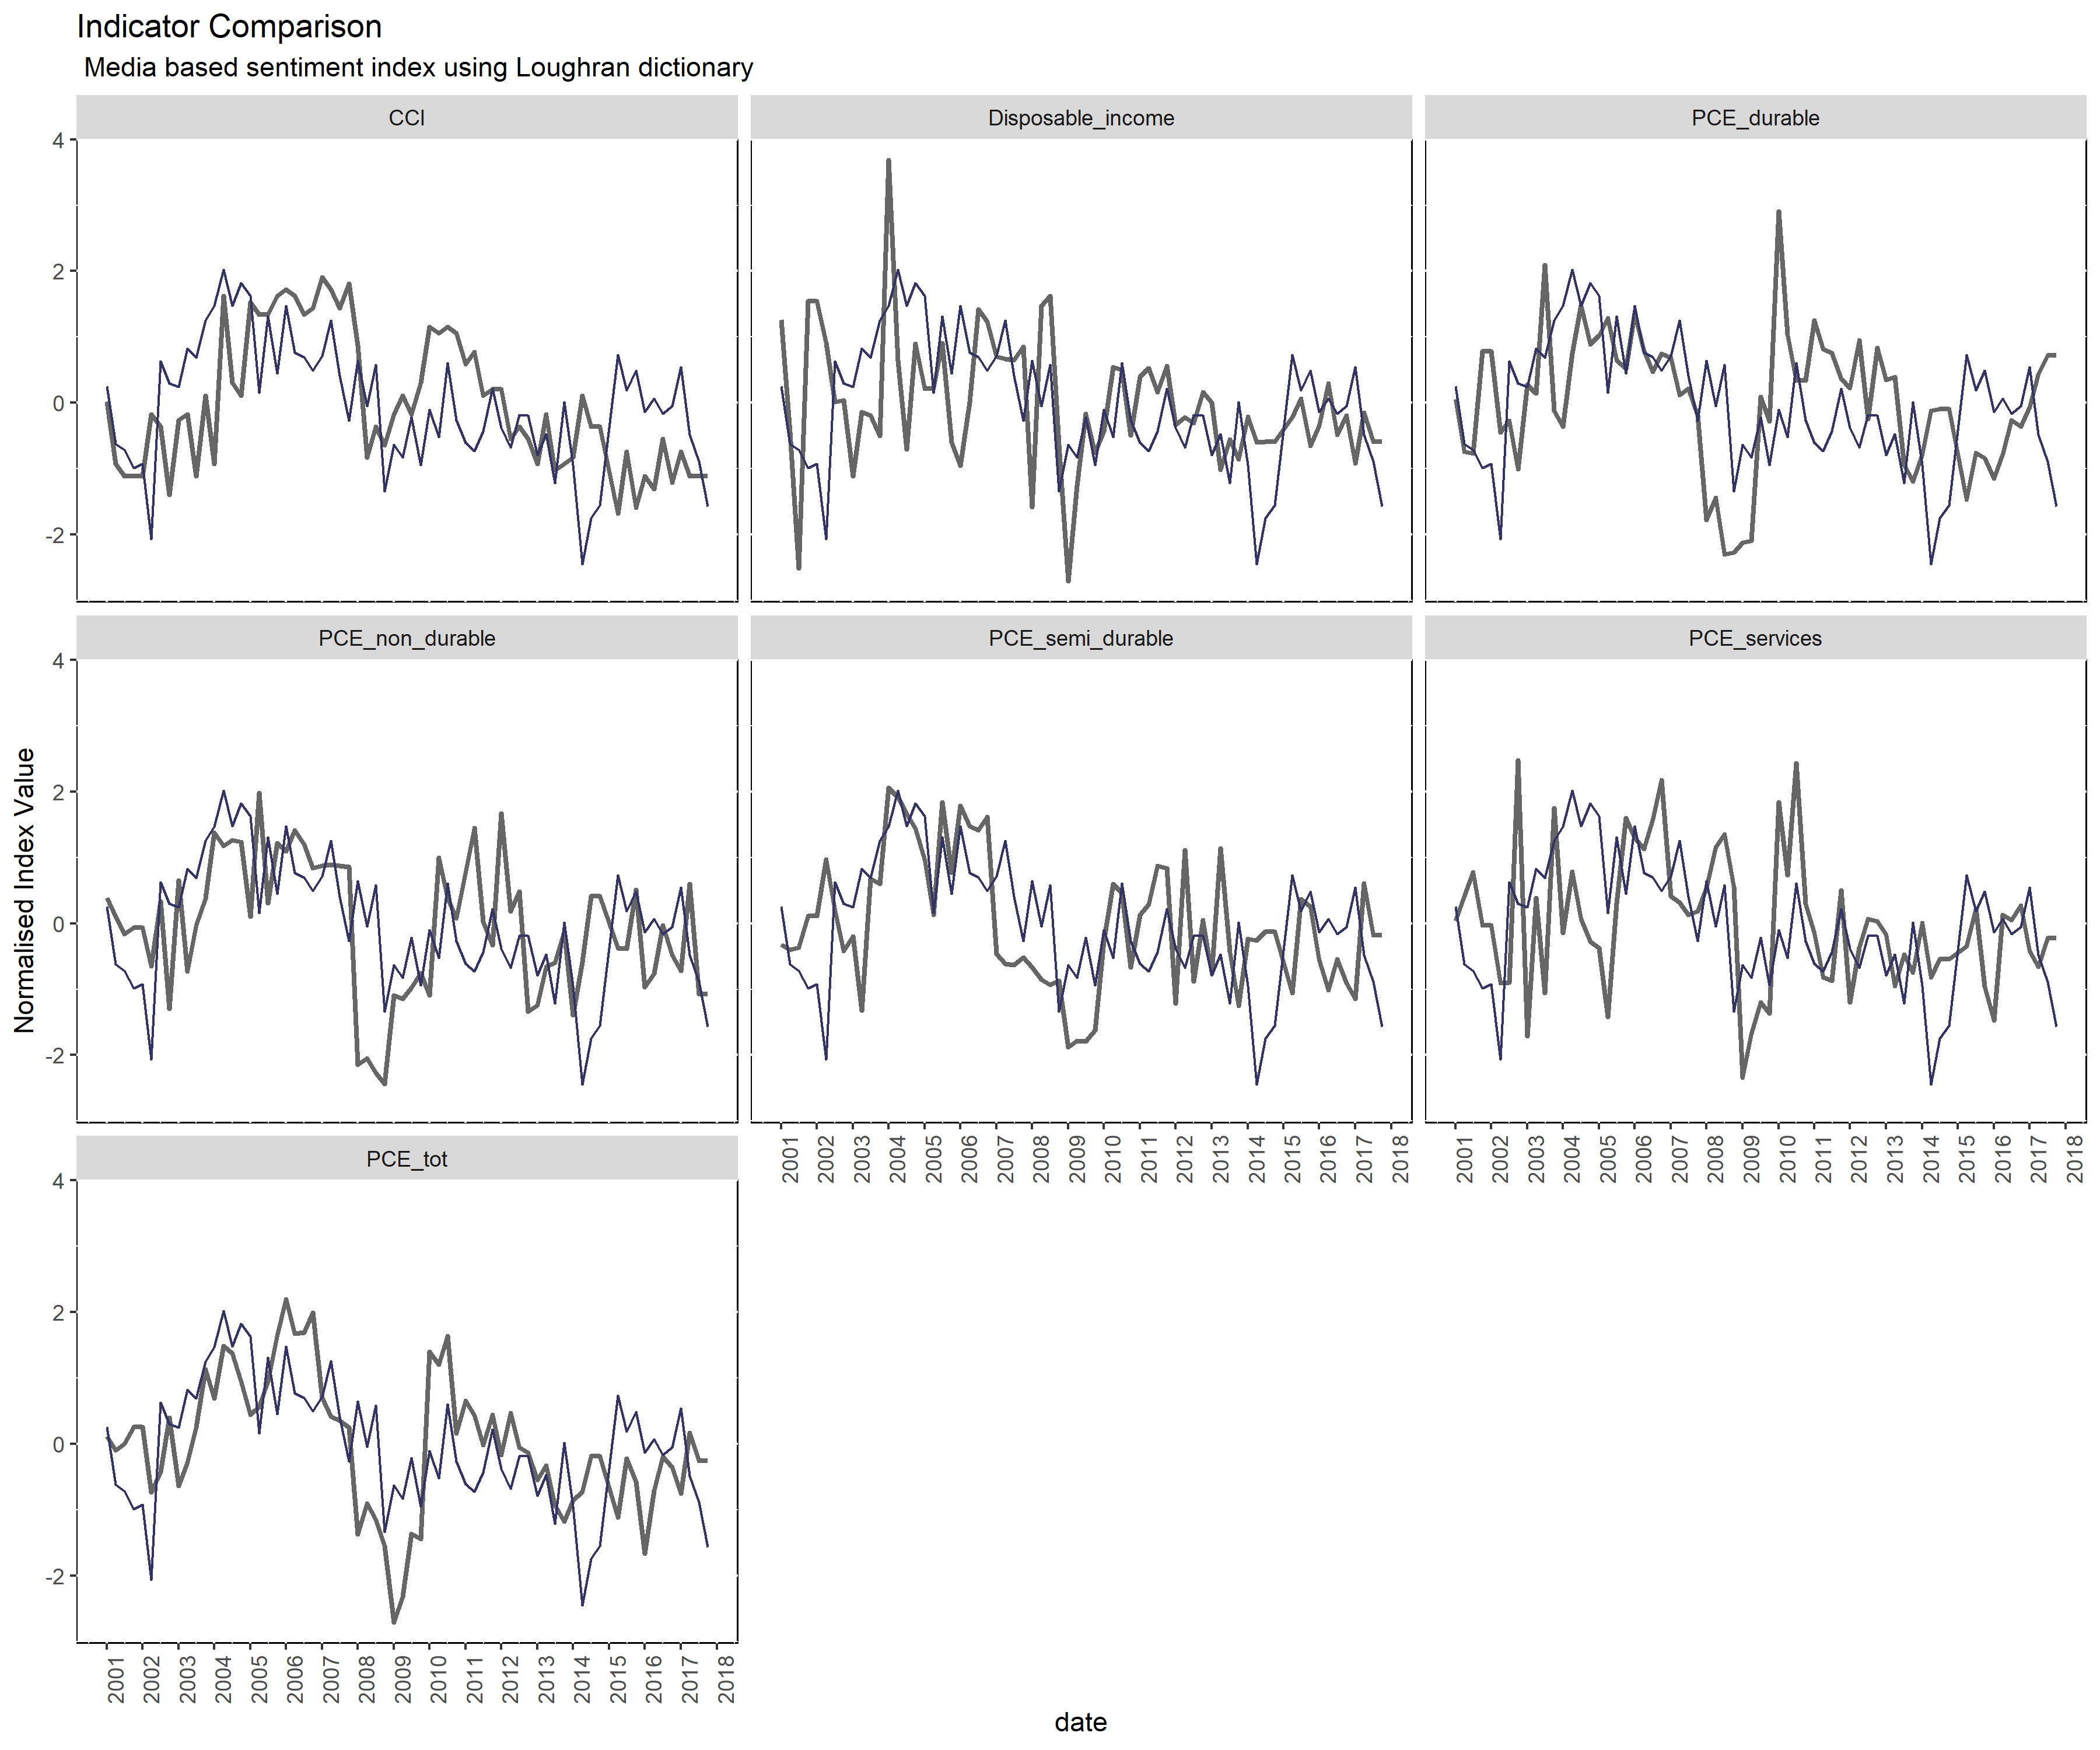 Indicator Comparison
Media based sentiment index using Loughran dictionary
CCI Disposable_income PCE_durable
4
2
0
-2
PCE_non_durable PCE_semi_durable PCE_services
4
2
0
-2
2001 2002 2003 2004 2005 2006 2007 2008 2009 2010 2011 2012 2013 2014 2015 2016 2017 2018
2001 2002 2003 2004 2005 2006 2007 2008 2009 2010 2011 2012 2013 2014 2015 2016 2017 2018
PCE_tot
4
2
0
-2
2001 2002 2003 2004 2005 2006 2007 2008 2009 2010 2011 2012 2013 2014 2015 2016 2017 2018
Normalised Index Value
date